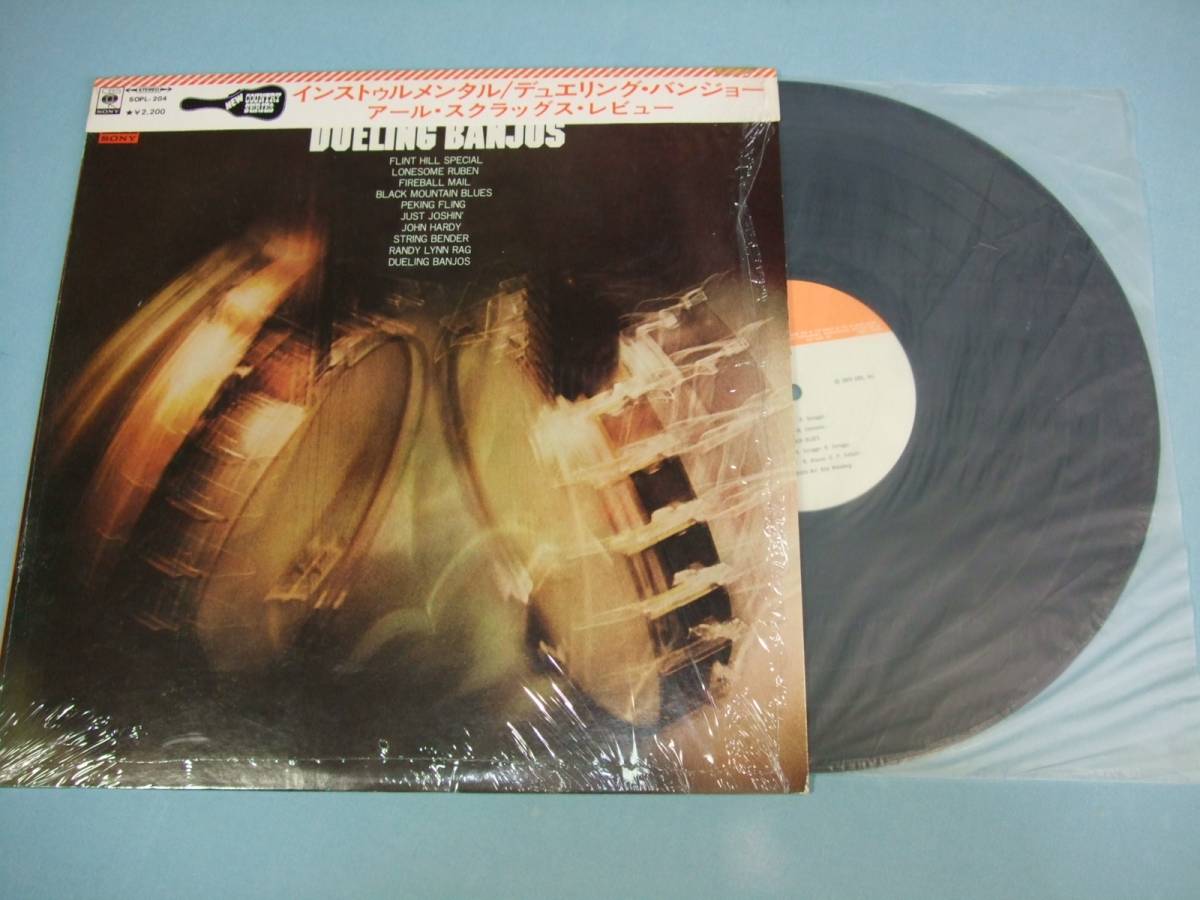 STEREO
SONY
SOPL-204
★¥2,200
NEW COUNTRY SERIES
インストゥルメンタル/デュエリング・バンジョー
アール・スクラッグス・レビュー
SONY
DUELING BANJOS
FLINT HILL SPECIAL
LONESOME RUBEN
FIREBALL MAIL
BLACK MOUNTAIN BLUES
PEKING FLING
JUST JOSHIN'
JOHN HARDY
STRING BENDER
RANDY LYNN RAG
DUELING BANJOS